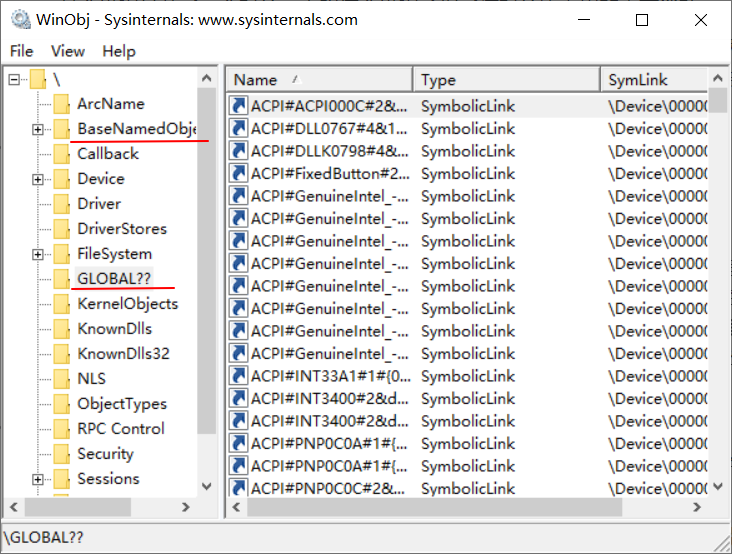 WinObj - Sysinternals: www.sysinternals.com
File View Help
\
ArcName
BaseNamedObje
Callback
Device
Driver
DriverStores
FileSystem
GLOBAL??
KernelObjects
KnownDlls
KnownDlls32
NLS
ObjectTypes
RPC Control
Security
Sessions
Name Type SymLink
ACPI#ACPI000C#2&... SymbolicLink \Device\00000
ACPI#DLL0767#4&1... SymbolicLink \Device\00000
ACPI#DLLK0798#4&... SymbolicLink \Device\00000
ACPI#FixedButton#2... SymbolicLink \Device\00000
ACPI#GenuineIntel_-... SymbolicLink \Device\00000
ACPI#GenuineIntel_-... SymbolicLink \Device\00000
ACPI#GenuineIntel_-... SymbolicLink \Device\00000
ACPI#GenuineIntel_-... SymbolicLink \Device\00000
ACPI#GenuineIntel_-... SymbolicLink \Device\00000
ACPI#GenuineIntel_-... SymbolicLink \Device\00000
ACPI#GenuineIntel_-... SymbolicLink \Device\00000
ACPI#GenuineIntel_-... SymbolicLink \Device\00000
ACPI#INT33A1#1#{0... SymbolicLink \Device\00000
ACPI#INT3400#2&d... SymbolicLink \Device\00000
ACPI#INT3400#2&d... SymbolicLink \Device\00000
ACPI#PNP0C0A#1#{... SymbolicLink \Device\00000
ACPI#PNP0C0A#1#{... SymbolicLink \Device\00000
ACPI#PNP0C0C#2&... SymbolicLink \Device\00000
\GLOBAL??